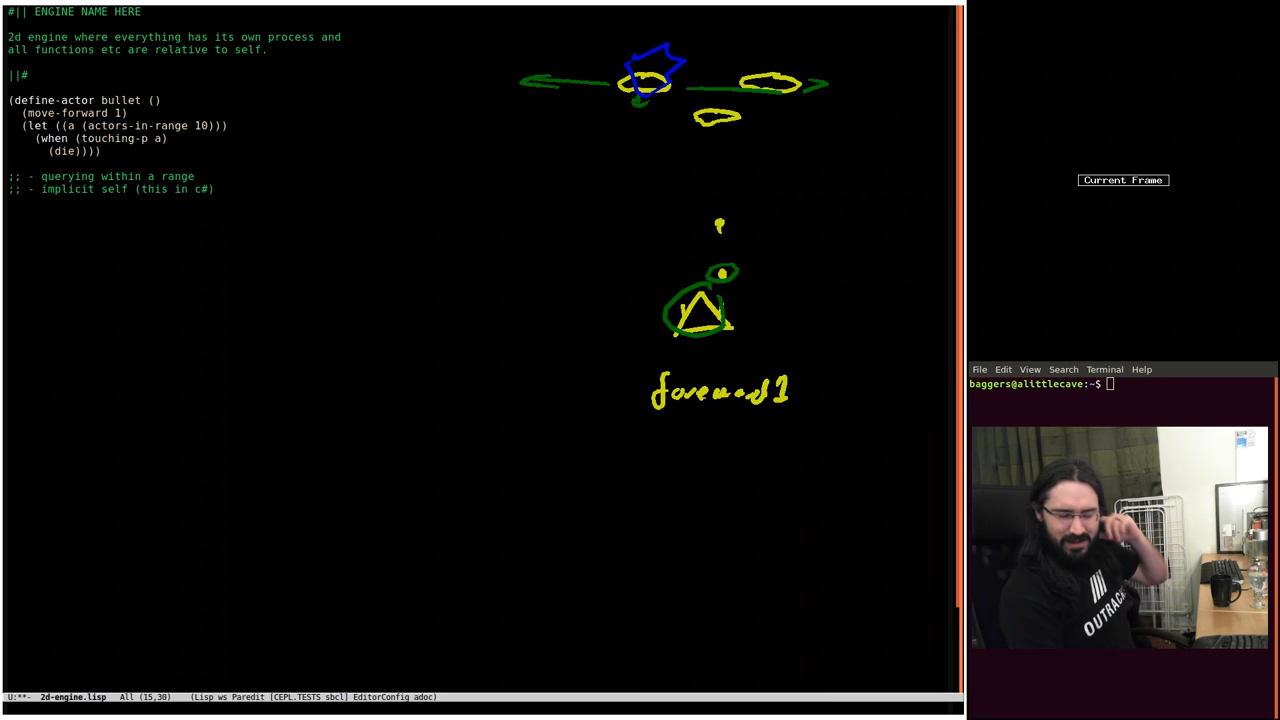 #|| ENGINE NAME HERE
2d engine where everything has its own process and
all functions etc are relative to self.
||#
(define-actor bullet ()
(move-forward 1)
(let ((a (actors-in-range 10)))
(when (touching-p a)
(die))))
;; - querying within a range
;; - implicit self (this in c#)
forward 1
U:**- 2d-engine.lisp All (15,30) (Lisp ws Paredit [CEPL.TESTS sbcl] EditorConfig adoc)
Current Frame
File Edit View Search Terminal Help
baggers@alittlecave:~$
OUTRAC